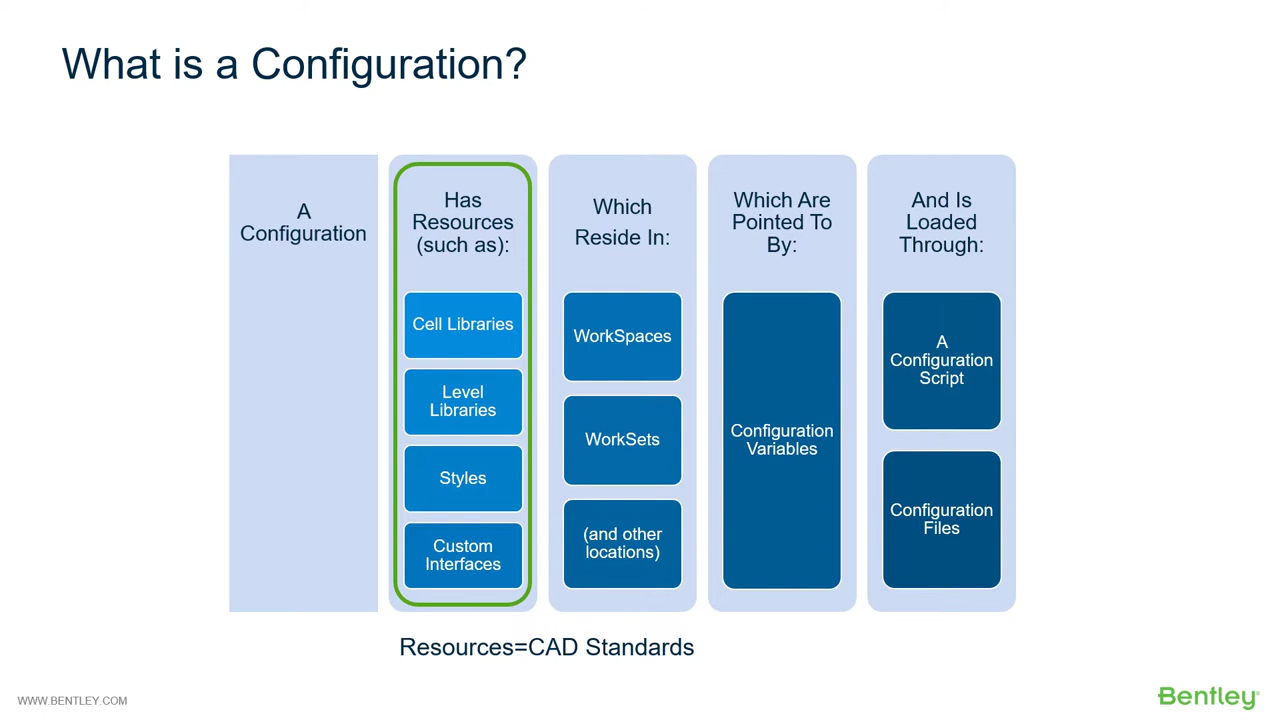 What is a Configuration?
A
Configuration
Has
Resources
(such as):
Cell Libraries
Level
Libraries
Styles
Custom
Interfaces
Which
Reside In:
WorkSpaces
WorkSets
(and other
locations)
Which Are
Pointed To
By:
Configuration
Variables
And Is
Loaded
Through:
A
Configuration
Script
Configuration
Files
Resources=CAD Standards
WWW.BENTLEY.COM
Bentley